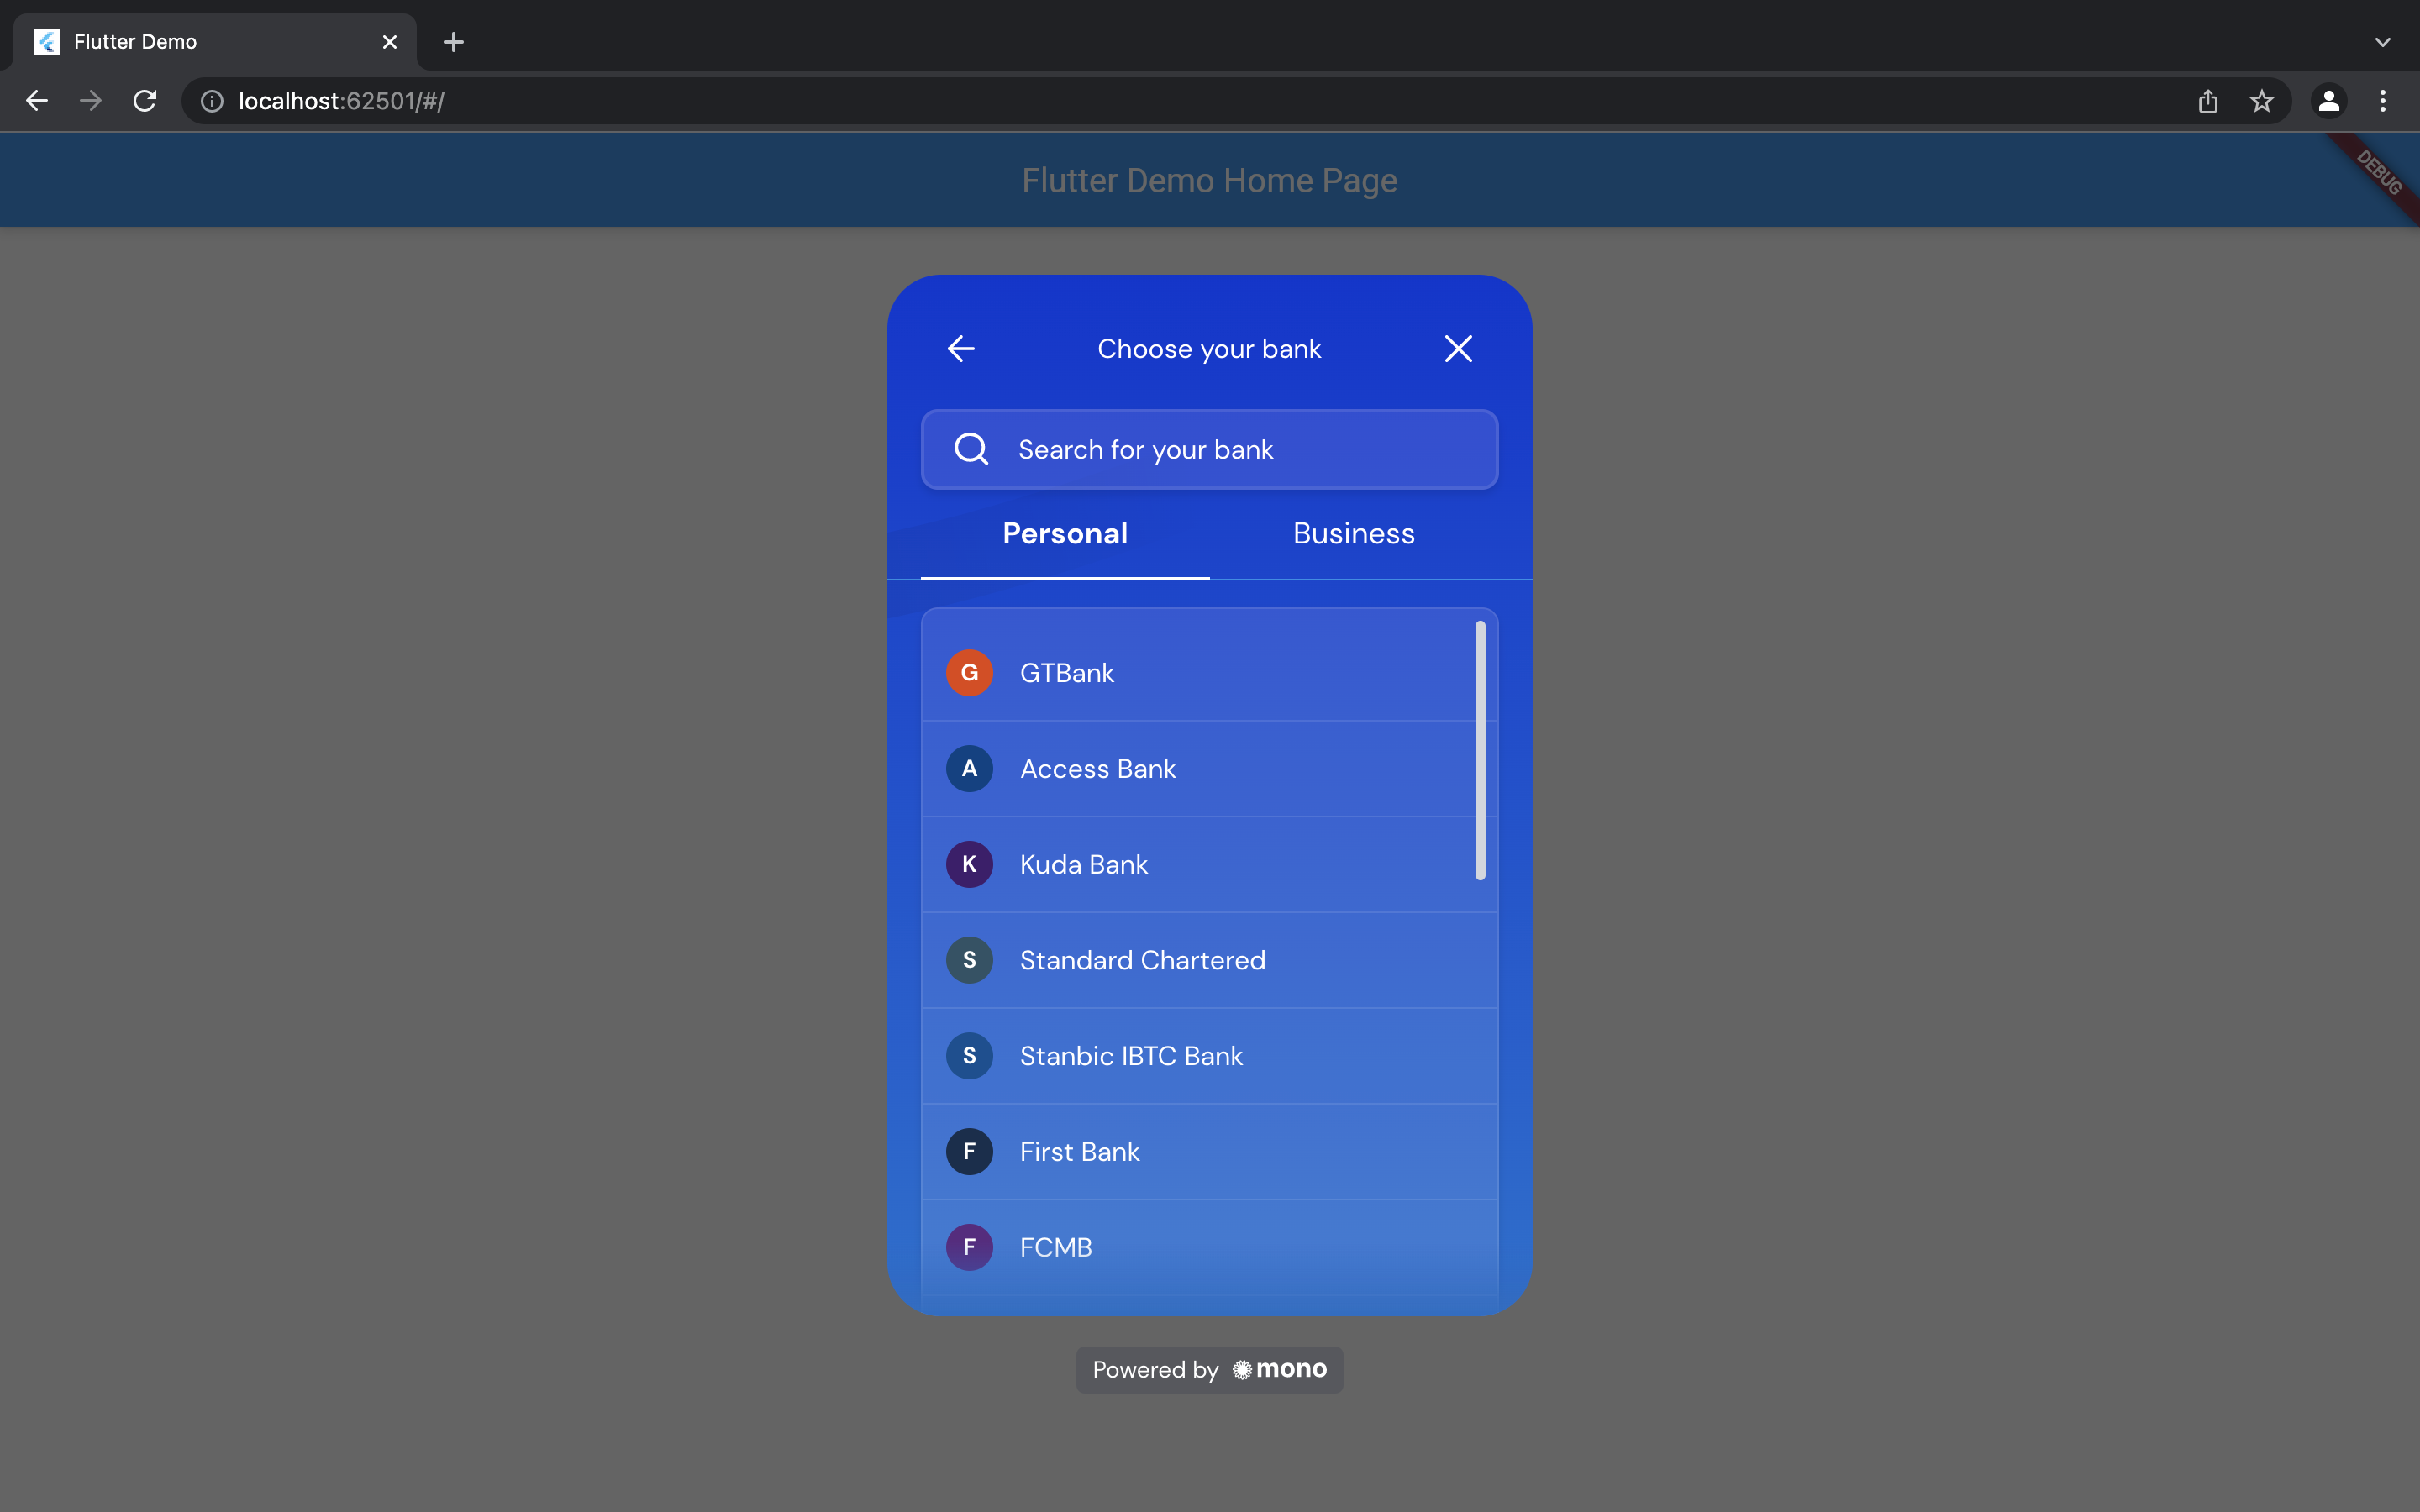 Flutter Demo
localhost:62501/#/
Flutter Demo Home Page
DEBUG
Choose your bank
Search for your bank
Personal Business
G GTBank
A Access Bank
K Kuda Bank
S Standard Chartered
S Stanbic IBTC Bank
F First Bank
F FCMB
Powered by mono